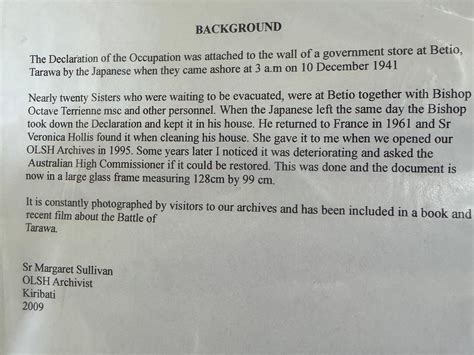 BACKGROUND
The Declaration of the Occupation was attached to the wall of a government store at Betio,
Tarawa by the Japanese when they came ashore at 3 a.m on 10 December 1941
Nearly twenty Sisters who were waiting to be evacuated, were at Betio together with Bishop
Octave Terrienne msc and other personnel. When the Japanese left the same day the Bishop
took down the Declaration and kept it in his house. He returned to France in 1961 and Sr
Veronica Hollis found it when cleaning his house. She gave it to me when we opened our
OLSH Archives in 1995. Some years later I noticed it was deteriorating and asked the
Australian High Commissioner if it could be restored. This was done and the document is
now in a large glass frame measuring 128cm by 99 cm.
It is constantly photographed by visitors to our archives and has been included in a book and
recent film about the Battle of
Tarawa.
Sr Margaret Sullivan
OLSH Archivist
Kiribati
2009